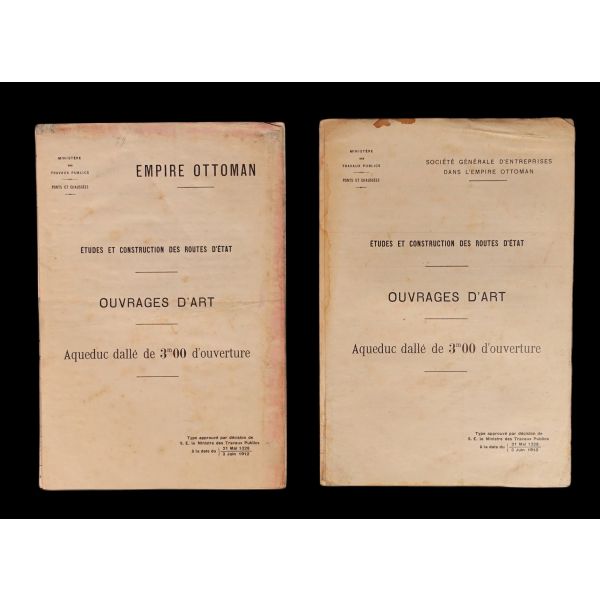 MINISTÈRE
DES
TRAVAUX PUBLICS
PONTS ET CHAUSSÉES
EMPIRE OTTOMAN
ÉTUDES ET CONSTRUCTION DES ROUTES D'ÉTAT
OUVRAGES D'ART
Aqueduc dallé de 3ᵐ00 d'ouverture
Type approuvé par décision de
S. E. le Ministre des Travaux Publics
à la date du 21 Mai 1328
3 Juin 1912
MINISTÈRE
DES
TRAVAUX PUBLICS
PONTS ET CHAUSSÉES
SOCIÉTÉ GÉNÉRALE D'ENTREPRISES
DANS L'EMPIRE OTTOMAN
ÉTUDES ET CONSTRUCTION DES ROUTES D'ÉTAT
OUVRAGES D'ART
Aqueduc dallé de 3ᵐ00 d'ouverture
Type approuvé par décision de
S. E. le Ministre des Travaux Publics
à la date du 21 Mai 1328
3 Juin 1912